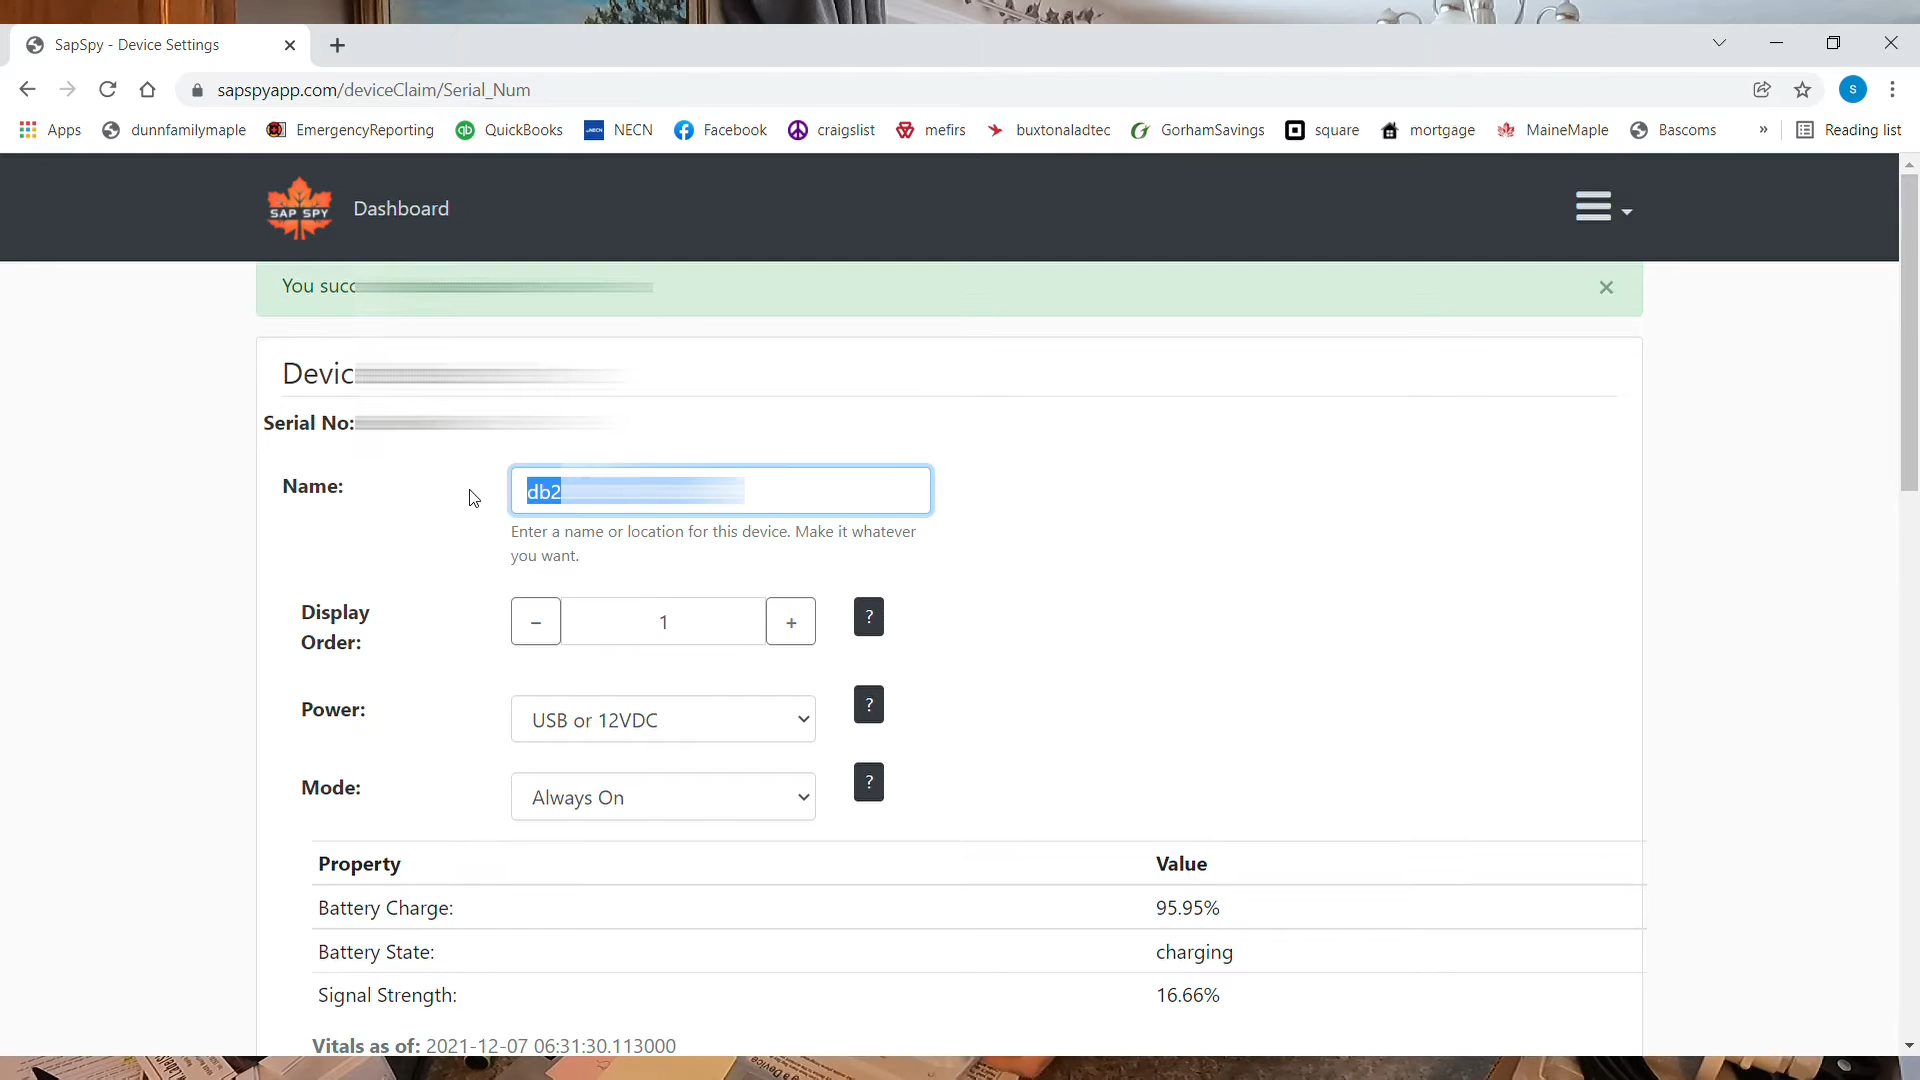 SapSpy - Device Settings
sapspyapp.com/deviceClaim/Serial_Num
S
Apps dunnfamilymaple EmergencyReporting QuickBooks NECN Facebook craigslist mefirs buxtonaladtec GorhamSavings square mortgage MaineMaple Bascoms » Reading list
SAP SPY Dashboard
You succ
Devic
Serial No:
Name: db2
Enter a name or location for this device. Make it whatever
you want.
Display
Order:
− 1 + ?
Power: USB or 12VDC ?
Mode: Always On ?
Property Value
Battery Charge: 95.95%
Battery State: charging
Signal Strength: 16.66%
Vitals as of: 2021-12-07 06:31:30.113000